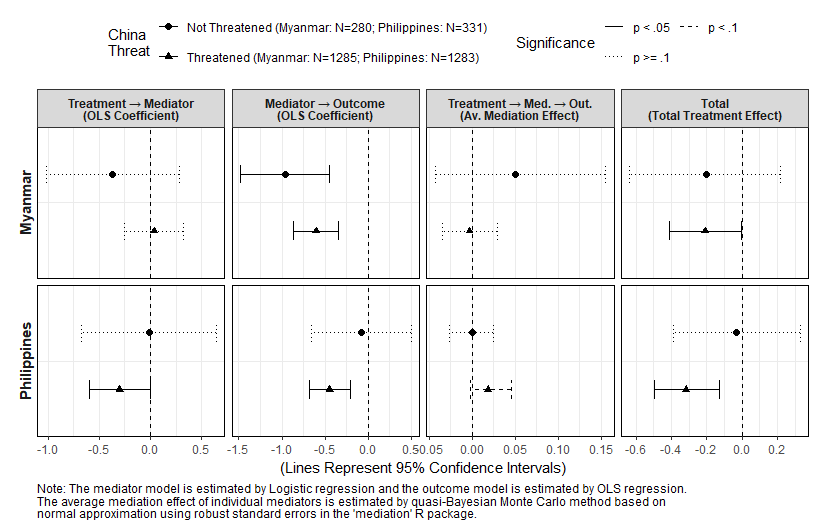 China
Threat
Not Threatened (Myanmar: N=280; Philippines: N=331)
Threatened (Myanmar: N=1285; Philippines: N=1283)
Significance
p < .05
p < .1
p >= .1
Treatment → Mediator
(OLS Coefficient)
Mediator → Outcome
(OLS Coefficient)
Treatment → Med. → Out.
(Av. Mediation Effect)
Total
(Total Treatment Effect)
Myanmar
Philippines
-1.0 -0.5 0.0 0.5
-1.5 -1.0 -0.5 0.0 0.5
0.05 0.00 0.05 0.10 0.15
-0.6 -0.4 -0.2 0.0 0.2
(Lines Represent 95% Confidence Intervals)
Note: The mediator model is estimated by Logistic regression and the outcome model is estimated by OLS regression.
The average mediation effect of individual mediators is estimated by quasi-Bayesian Monte Carlo method based on
normal approximation using robust standard errors in the 'mediation' R package.